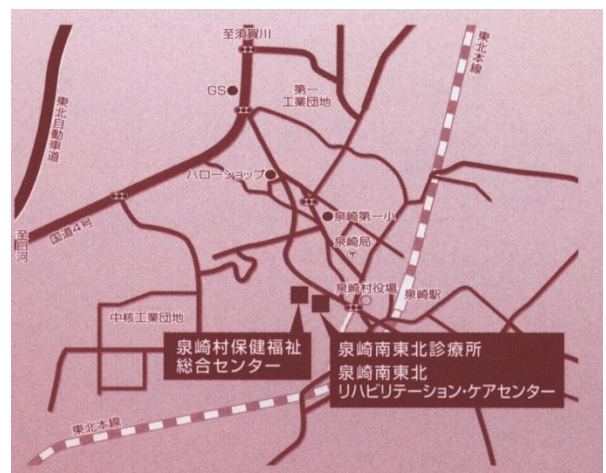 至須賀川
東北本線
GS
第一
工業団地
東北自動車道
ハローショップ
泉崎第一小
国道4号
至白河
泉崎局
〒
泉崎村役場
泉崎駅
中核工業団地
泉崎村保健福祉
総合センター
泉崎南東北診療所
泉崎南東北
リハビリテーション・ケアセンター
東北本線